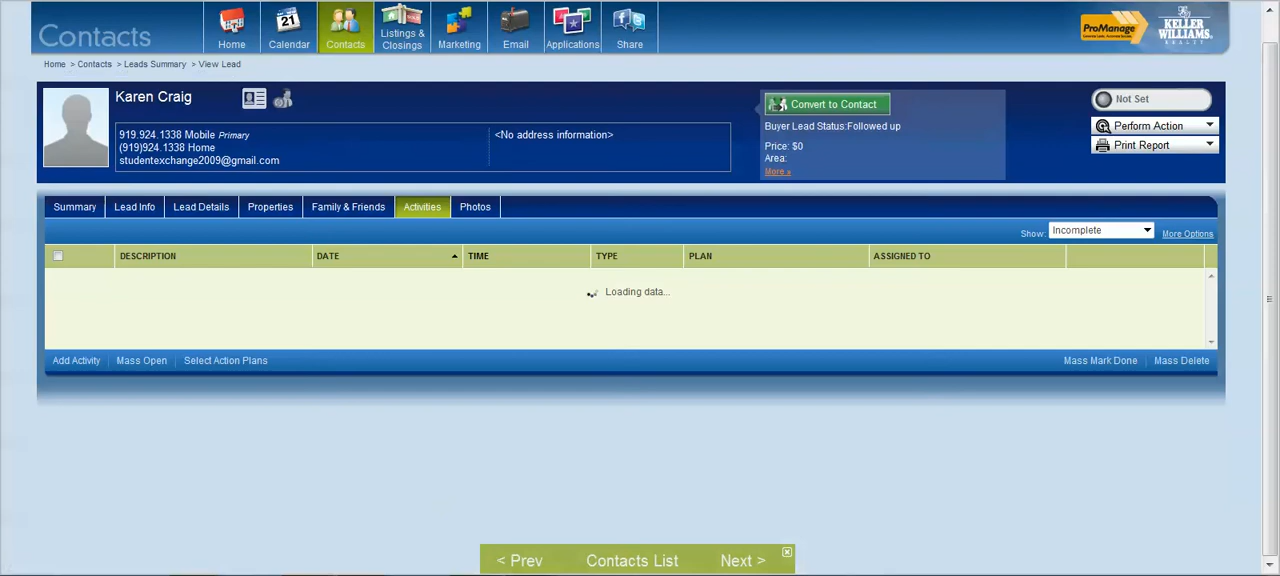 Contacts
Home
Calendar
Contacts
Listings &
Closings
Marketing
Email
Applications
Share
ProManage
KELLER
WILLIAMS
REALTY
Home > Contacts > Leads Summary > View Lead
Karen Craig
919.924.1338 Mobile Primary
(919)924.1338 Home
studentexchange2009@gmail.com
<No address information>
Convert to Contact
Buyer Lead Status:Followed up
Price: $0
Area:
More »
Not Set
Perform Action
Print Report
Summary
Lead Info
Lead Details
Properties
Family & Friends
Activities
Photos
Show: Incomplete
More Options
DESCRIPTION
DATE
TIME
TYPE
PLAN
ASSIGNED TO
Loading data...
Add Activity
Mass Open
Select Action Plans
Mass Mark Done
Mass Delete
< Prev
Contacts List
Next >